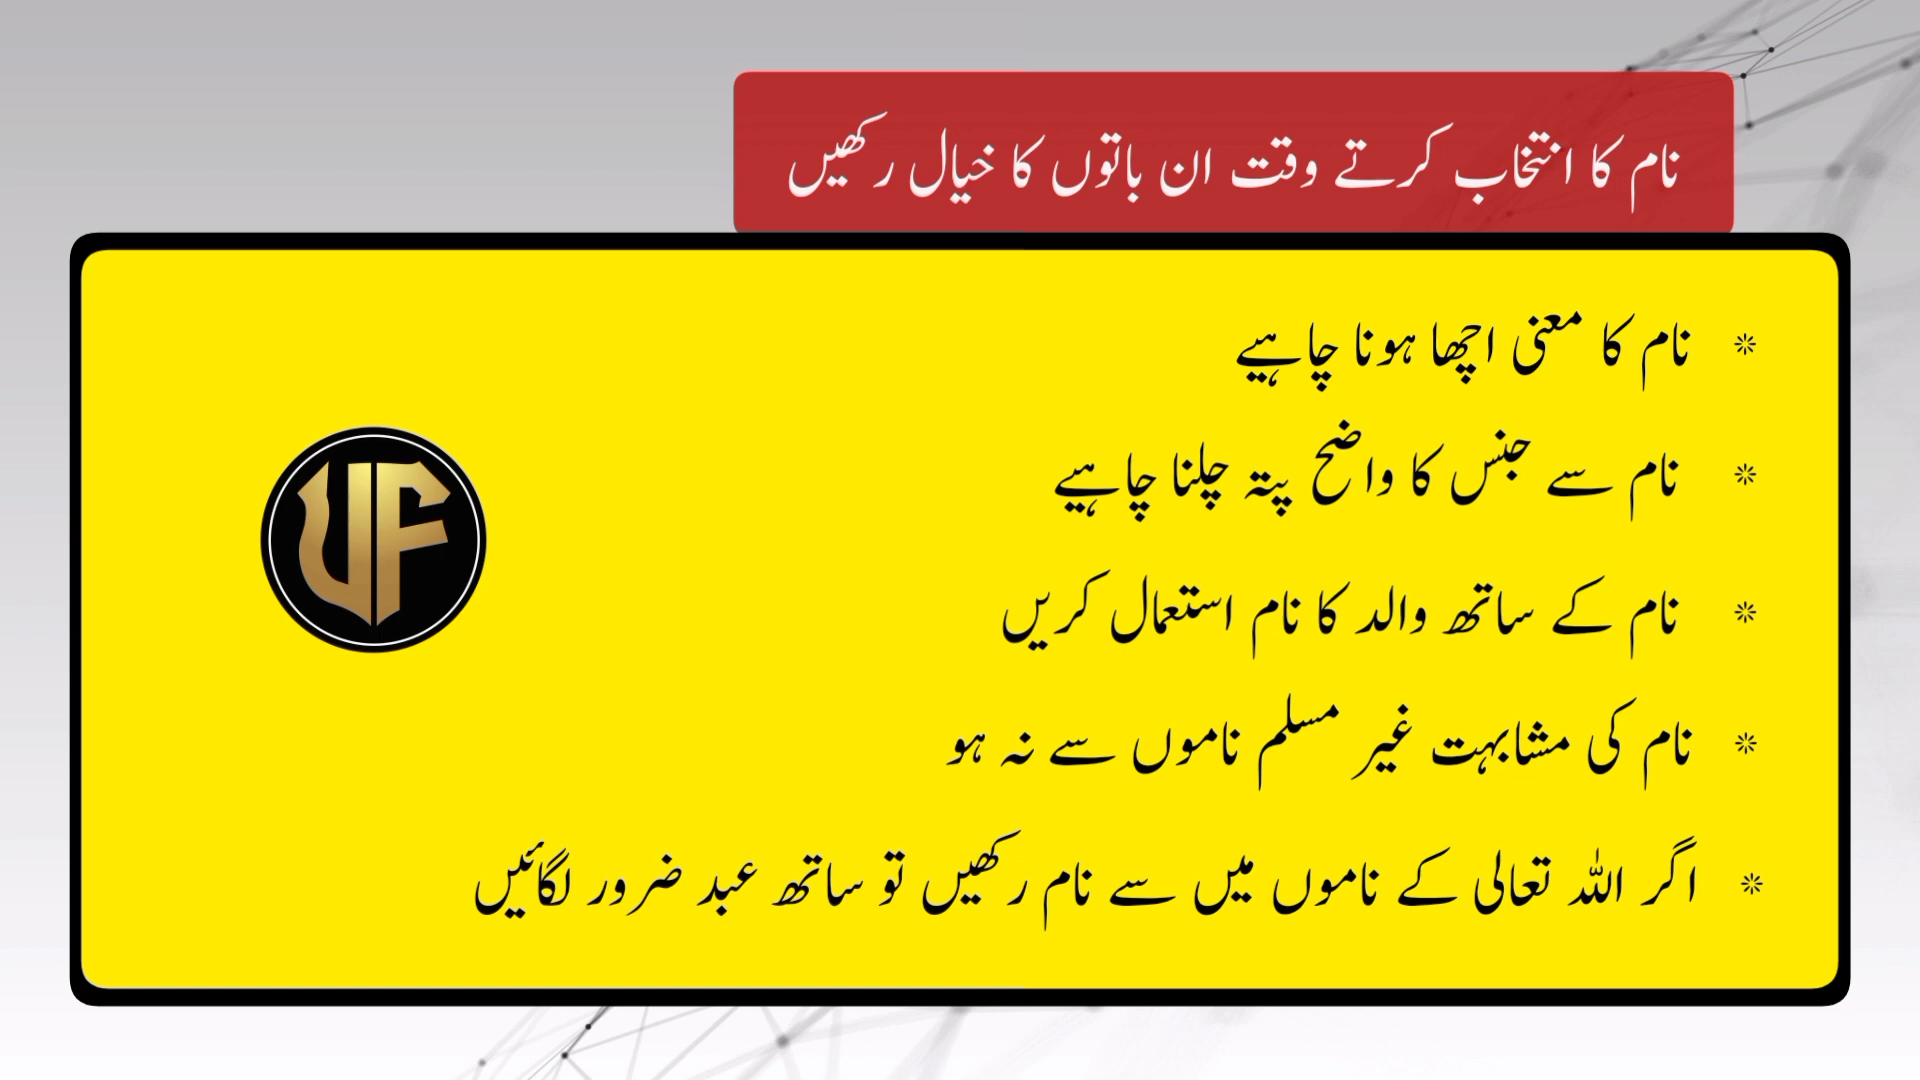 نام کا انتخاب کرتے وقت ان باتوں کا خیال رکھیں
نام کا معنی اچھا ہونا چاہیے
نام سے جنس کا واضح پتہ چلنا چاہیے
نام کے ساتھ والد کا نام استعمال کریں
نام کی مشابہت غیر مسلم ناموں سے نہ ہو
اگر اللہ تعالی کے ناموں میں سے نام رکھیں تو ساتھ عبد ضرور لگائیں
UF